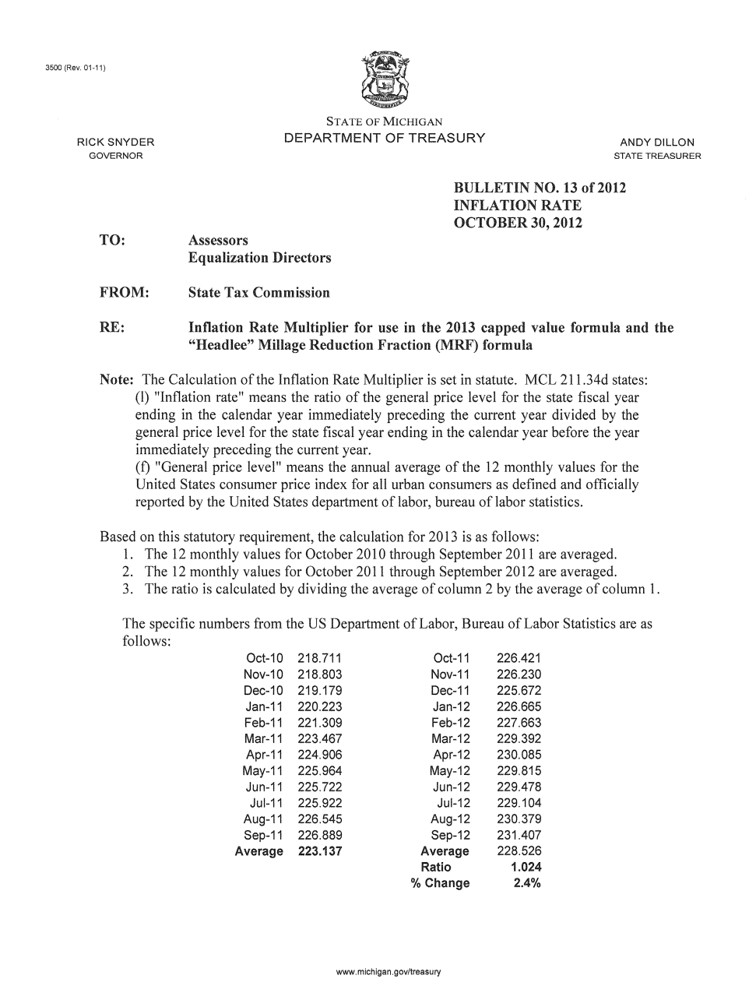 3500 (Rev. 01-11)
STATE OF MICHIGAN
DEPARTMENT OF TREASURY
RICK SNYDER
GOVERNOR
ANDY DILLON
STATE TREASURER
BULLETIN NO. 13 of 2012
INFLATION RATE
OCTOBER 30, 2012
TO: Assessors
Equalization Directors
FROM: State Tax Commission
RE: Inflation Rate Multiplier for use in the 2013 capped value formula and the
“Headlee” Millage Reduction Fraction (MRF) formula
Note: The Calculation of the Inflation Rate Multiplier is set in statute. MCL 211.34d states:
(l) "Inflation rate" means the ratio of the general price level for the state fiscal year
ending in the calendar year immediately preceding the current year divided by the
general price level for the state fiscal year ending in the calendar year before the year
immediately preceding the current year.
(f) "General price level" means the annual average of the 12 monthly values for the
United States consumer price index for all urban consumers as defined and officially
reported by the United States department of labor, bureau of labor statistics.
Based on this statutory requirement, the calculation for 2013 is as follows:
1. The 12 monthly values for October 2010 through September 2011 are averaged.
2. The 12 monthly values for October 2011 through September 2012 are averaged.
3. The ratio is calculated by dividing the average of column 2 by the average of column 1.
The specific numbers from the US Department of Labor, Bureau of Labor Statistics are as
follows:
Oct-10 218.711 Oct-11 226.421
Nov-10 218.803 Nov-11 226.230
Dec-10 219.179 Dec-11 225.672
Jan-11 220.223 Jan-12 226.665
Feb-11 221.309 Feb-12 227.663
Mar-11 223.467 Mar-12 229.392
Apr-11 224.906 Apr-12 230.085
May-11 225.964 May-12 229.815
Jun-11 225.722 Jun-12 229.478
Jul-11 225.922 Jul-12 229.104
Aug-11 226.545 Aug-12 230.379
Sep-11 226.889 Sep-12 231.407
Average 223.137 Average 228.526
Ratio 1.024
% Change 2.4%
www.michigan.gov/treasury